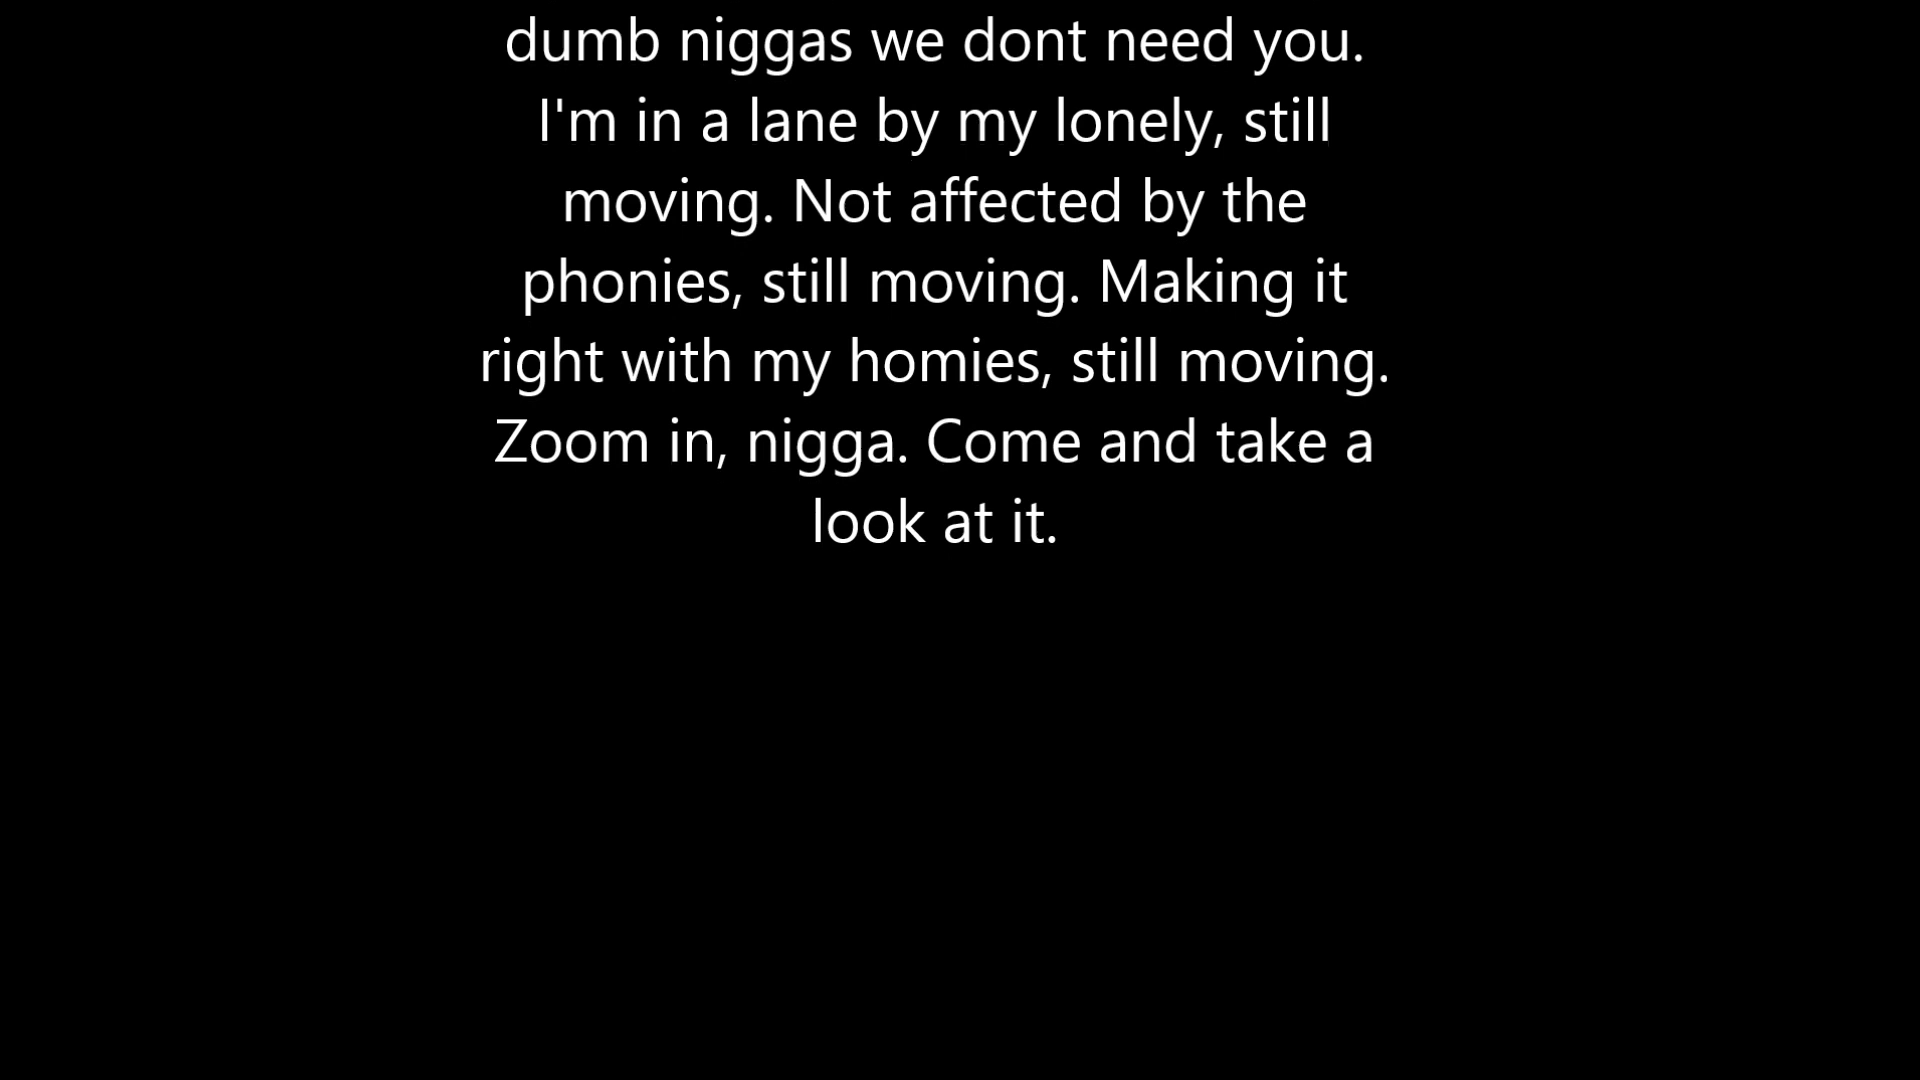 dumb niggas we dont need you.
I'm in a lane by my lonely, still
moving. Not affected by the
phonies, still moving. Making it
right with my homies, still moving.
Zoom in, nigga. Come and take a
look at it.